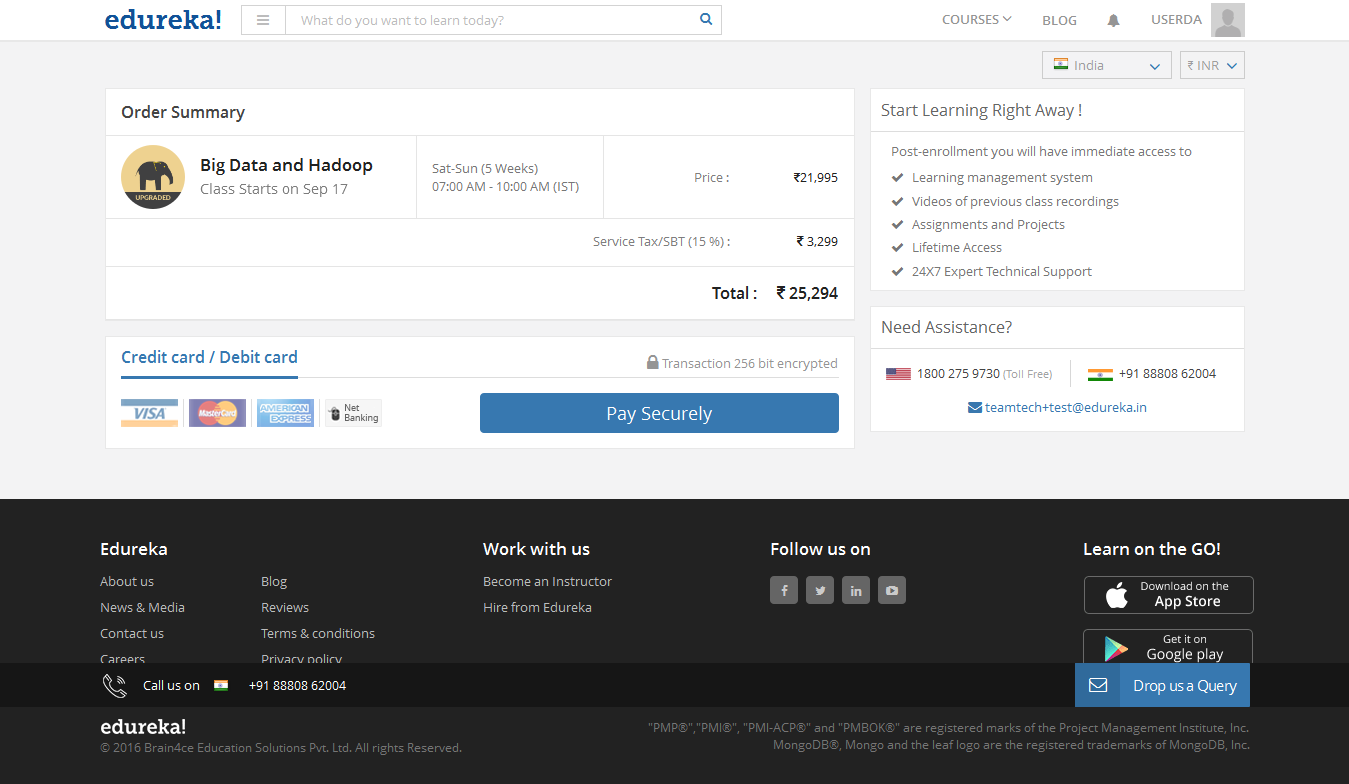 edureka!
What do you want to learn today?
COURSES
BLOG
USERDA
India
₹ INR
Order Summary
UPGRADED
Big Data and Hadoop
Class Starts on Sep 17
Sat-Sun (5 Weeks)
07:00 AM - 10:00 AM (IST)
Price :
₹21,995
Service Tax/SBT (15 %) :
₹ 3,299
Total :
₹ 25,294
Credit card / Debit card
Transaction 256 bit encrypted
VISA
MasterCard
AMERICAN
EXPRESS
Net
Banking
Pay Securely
Start Learning Right Away !
Post-enrollment you will have immediate access to
Learning management system
Videos of previous class recordings
Assignments and Projects
Lifetime Access
24X7 Expert Technical Support
Need Assistance?
1800 275 9730 (Toll Free)
+91 88808 62004
teamtech+test@edureka.in
Edureka
About us
News & Media
Contact us
Careers
Blog
Reviews
Terms & conditions
Privacy policy
Work with us
Become an Instructor
Hire from Edureka
Follow us on
Learn on the GO!
Download on the
App Store
Get it on
Google play
Call us on
+91 88808 62004
Drop us a Query
edureka!
© 2016 Brain4ce Education Solutions Pvt. Ltd. All rights Reserved.
"PMP®","PMI®", "PMI-ACP®" and "PMBOK®" are registered marks of the Project Management Institute, Inc.
MongoDB®, Mongo and the leaf logo are the registered trademarks of MongoDB, Inc.